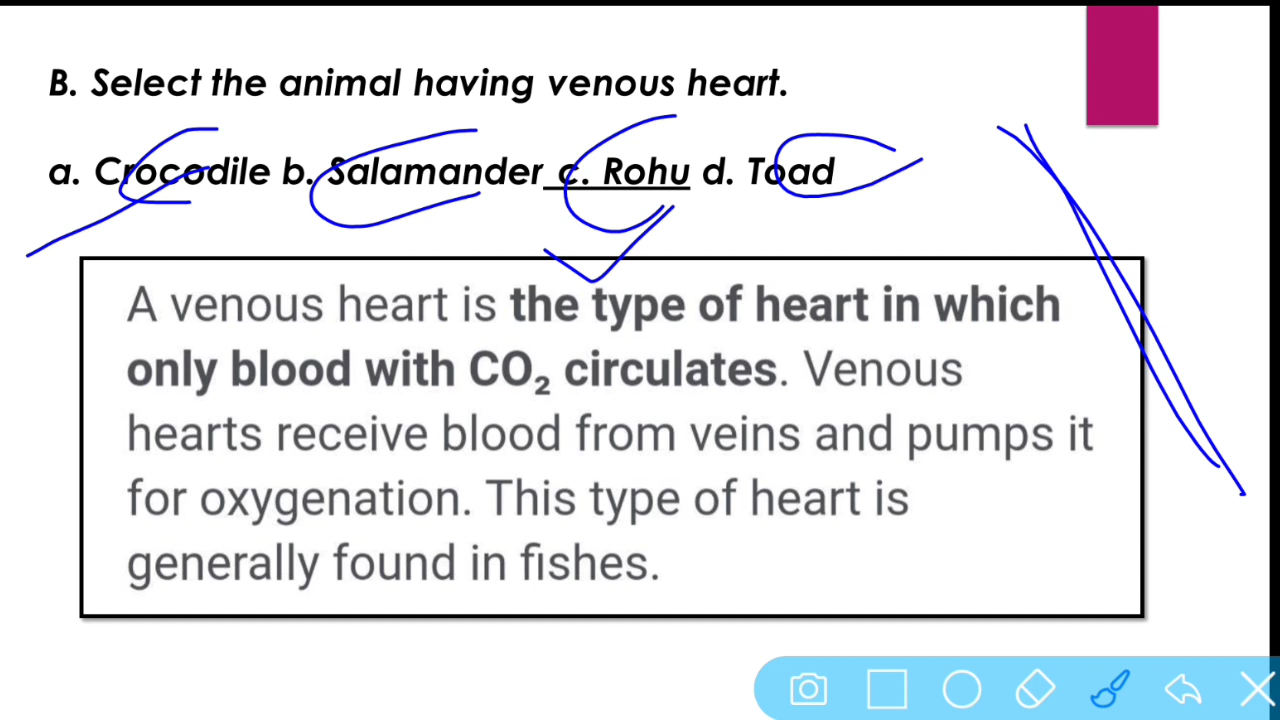 B. Select the animal having venous heart.
a. Crocodile b. Salamander c. Rohu d. Toad
A venous heart is the type of heart in which
only blood with CO₂ circulates. Venous
hearts receive blood from veins and pumps it
for oxygenation. This type of heart is
generally found in fishes.